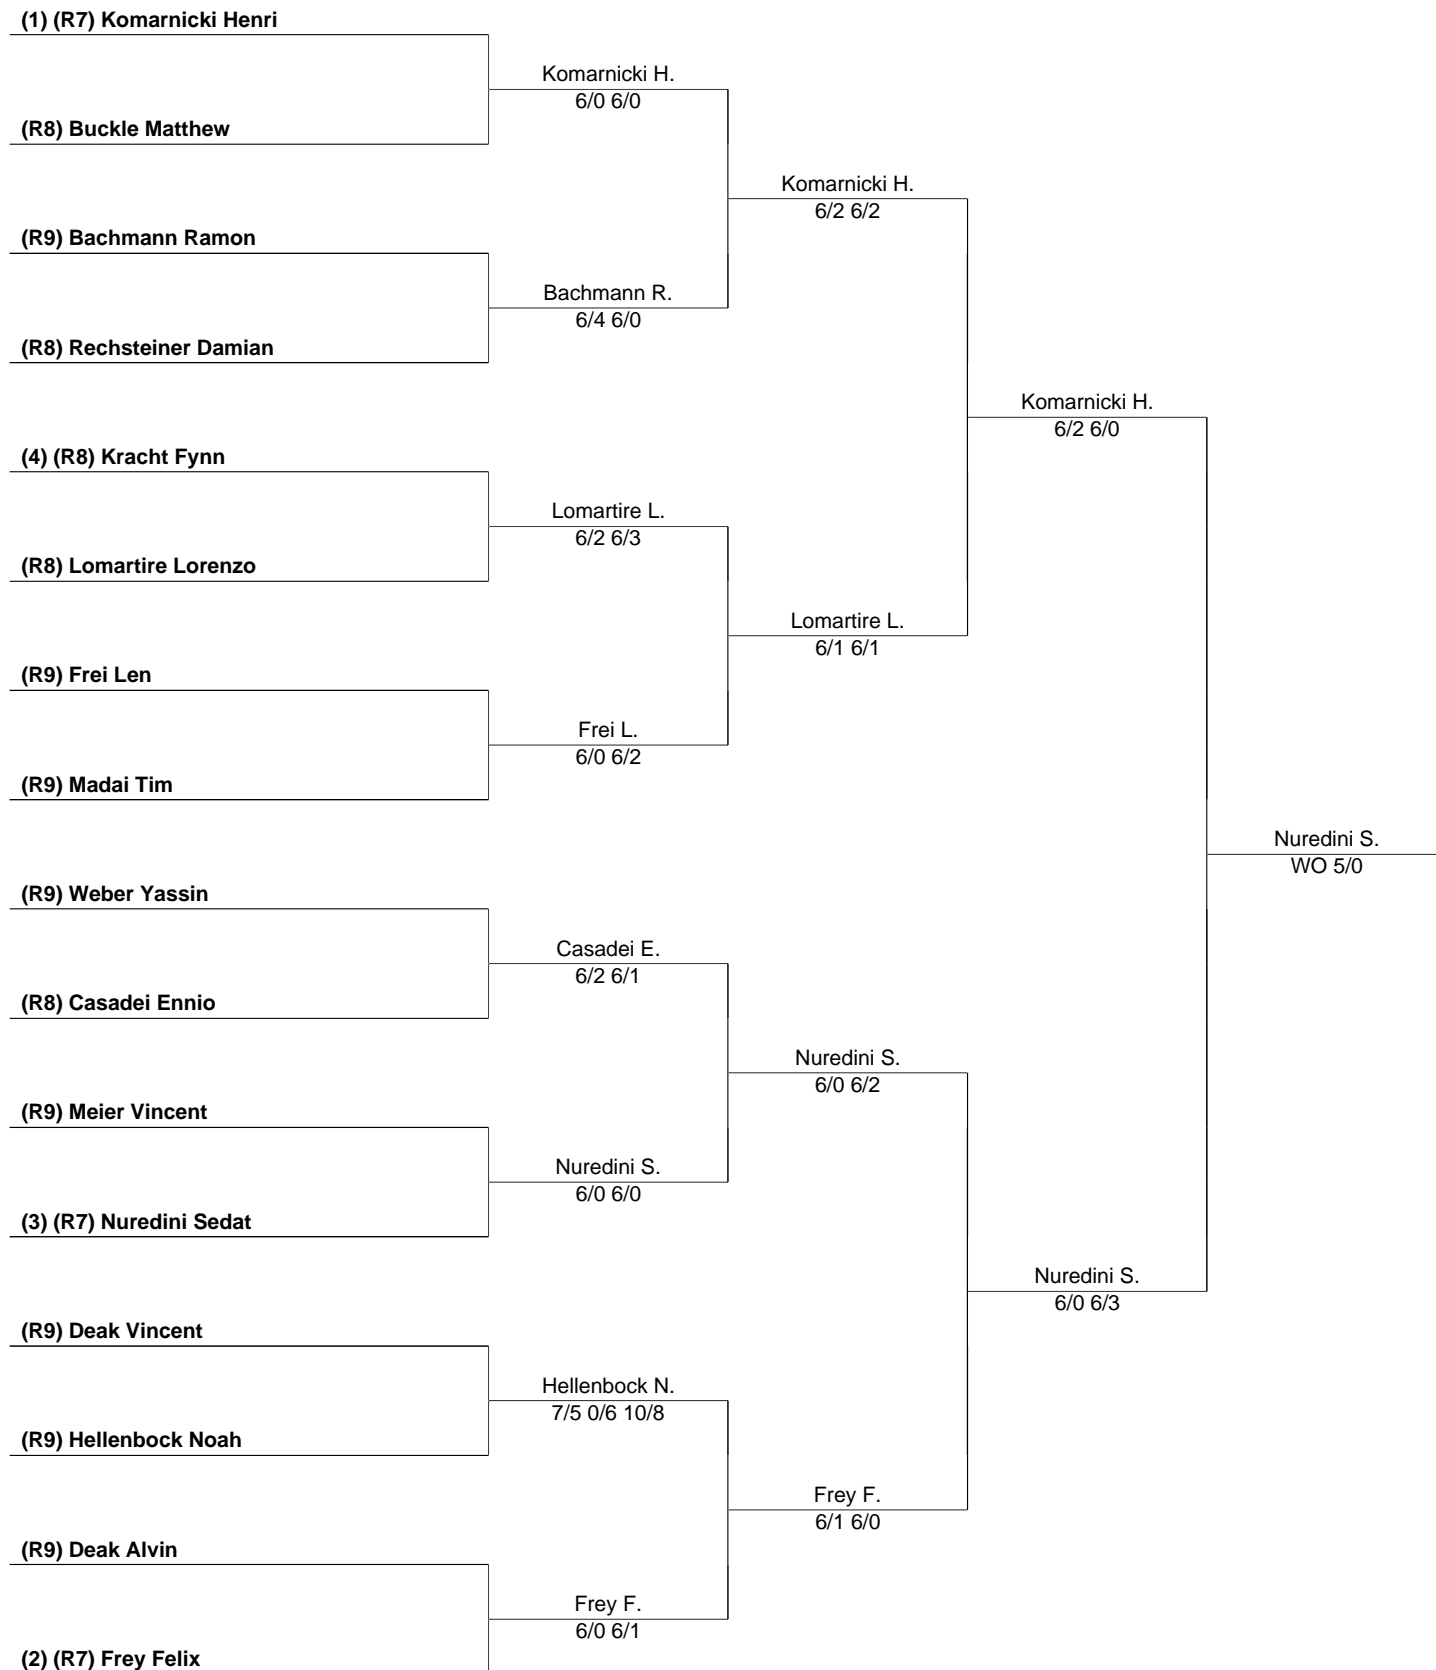 (1) (R7) Komarnicki Henri
Komarnicki H.
6/0 6/0
(R8) Buckle Matthew
Komarnicki H.
6/2 6/2
(R9) Bachmann Ramon
Bachmann R.
6/4 6/0
(R8) Rechsteiner Damian
Komarnicki H.
6/2 6/0
(4) (R8) Kracht Fynn
Lomartire L.
6/2 6/3
(R8) Lomartire Lorenzo
Lomartire L.
6/1 6/1
(R9) Frei Len
Frei L.
6/0 6/2
(R9) Madai Tim
Nuredini S.
WO 5/0
(R9) Weber Yassin
Casadei E.
6/2 6/1
(R8) Casadei Ennio
Nuredini S.
6/0 6/2
(R9) Meier Vincent
Nuredini S.
6/0 6/0
(3) (R7) Nuredini Sedat
Nuredini S.
6/0 6/3
(R9) Deak Vincent
Hellenbock N.
7/5 0/6 10/8
(R9) Hellenbock Noah
Frey F.
6/1 6/0
(R9) Deak Alvin
Frey F.
6/0 6/1
(2) (R7) Frey Felix